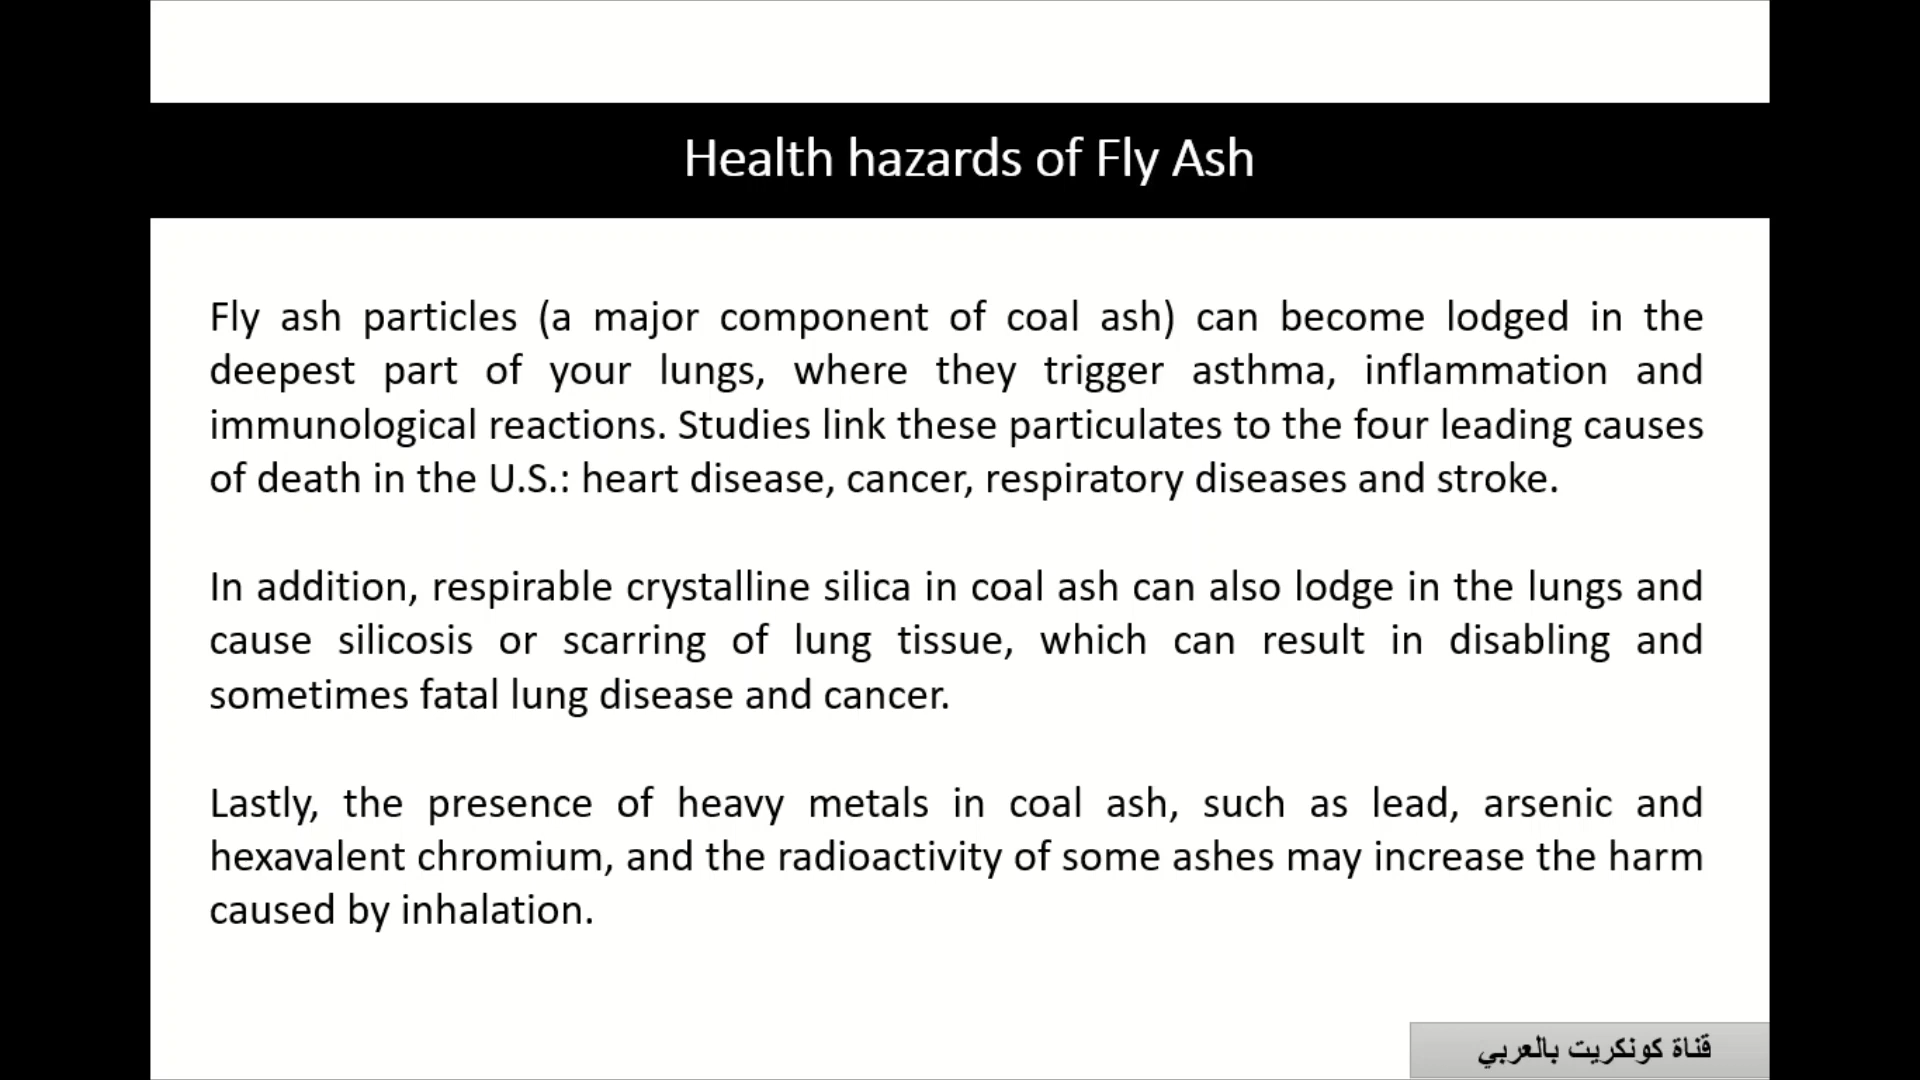 Health hazards of Fly Ash
Fly ash particles (a major component of coal ash) can become lodged in the
deepest part of your lungs, where they trigger asthma, inflammation and
immunological reactions. Studies link these particulates to the four leading causes
of death in the U.S.: heart disease, cancer, respiratory diseases and stroke.
In addition, respirable crystalline silica in coal ash can also lodge in the lungs and
cause silicosis or scarring of lung tissue, which can result in disabling and
sometimes fatal lung disease and cancer.
Lastly, the presence of heavy metals in coal ash, such as lead, arsenic and
hexavalent chromium, and the radioactivity of some ashes may increase the harm
caused by inhalation.
قناة كونكريت بالعربي